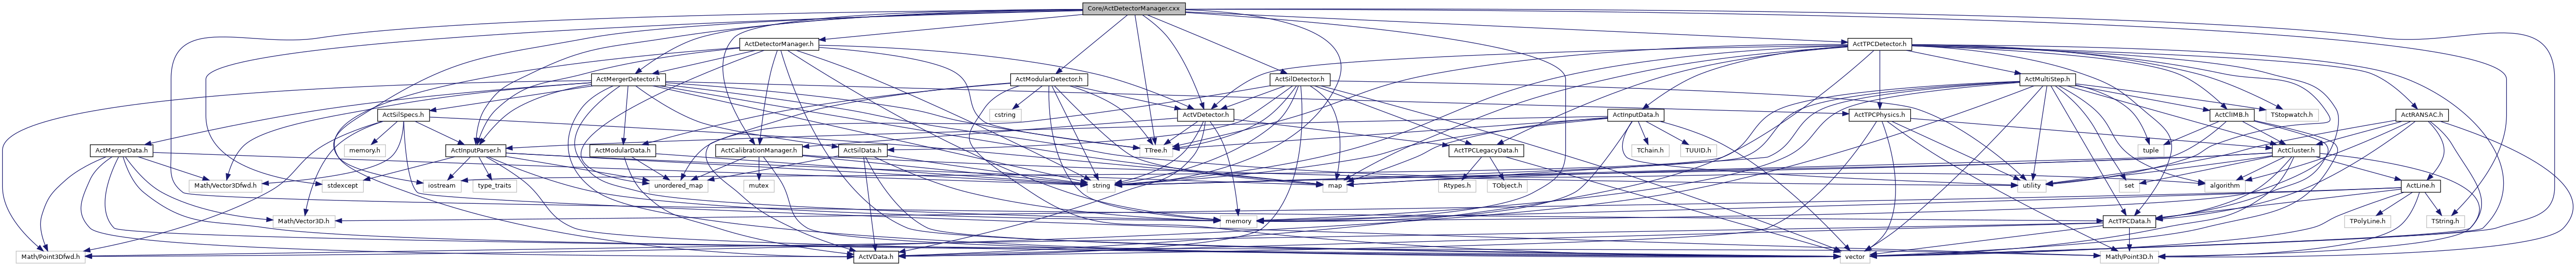 Core/ActDetectorManager.cxx
ActDetectorManager.h
ActTPCDetector.h
ActMergerDetector.h
ActModularDetector.h
ActSilDetector.h
ActMultiStep.h
ActSilSpecs.h
cstring
ActVDetector.h
ActInputData.h
ActTPCPhysics.h
ActClIMB.h
TStopwatch.h
ActRANSAC.h
ActMergerData.h
memory.h
ActInputParser.h
ActModularData.h
ActCalibrationManager.h
ActSilData.h
TTree.h
ActTPCLegacyData.h
TChain.h
TUUID.h
tuple
ActCluster.h
Math/Vector3Dfwd.h
stdexcept
iostream
type_traits
unordered_map
mutex
string
map
Rtypes.h
TObject.h
utility
set
algorithm
ActLine.h
Math/Vector3D.h
memory
ActTPCData.h
TPolyLine.h
TString.h
Math/Point3Dfwd.h
ActVData.h
vector
Math/Point3D.h